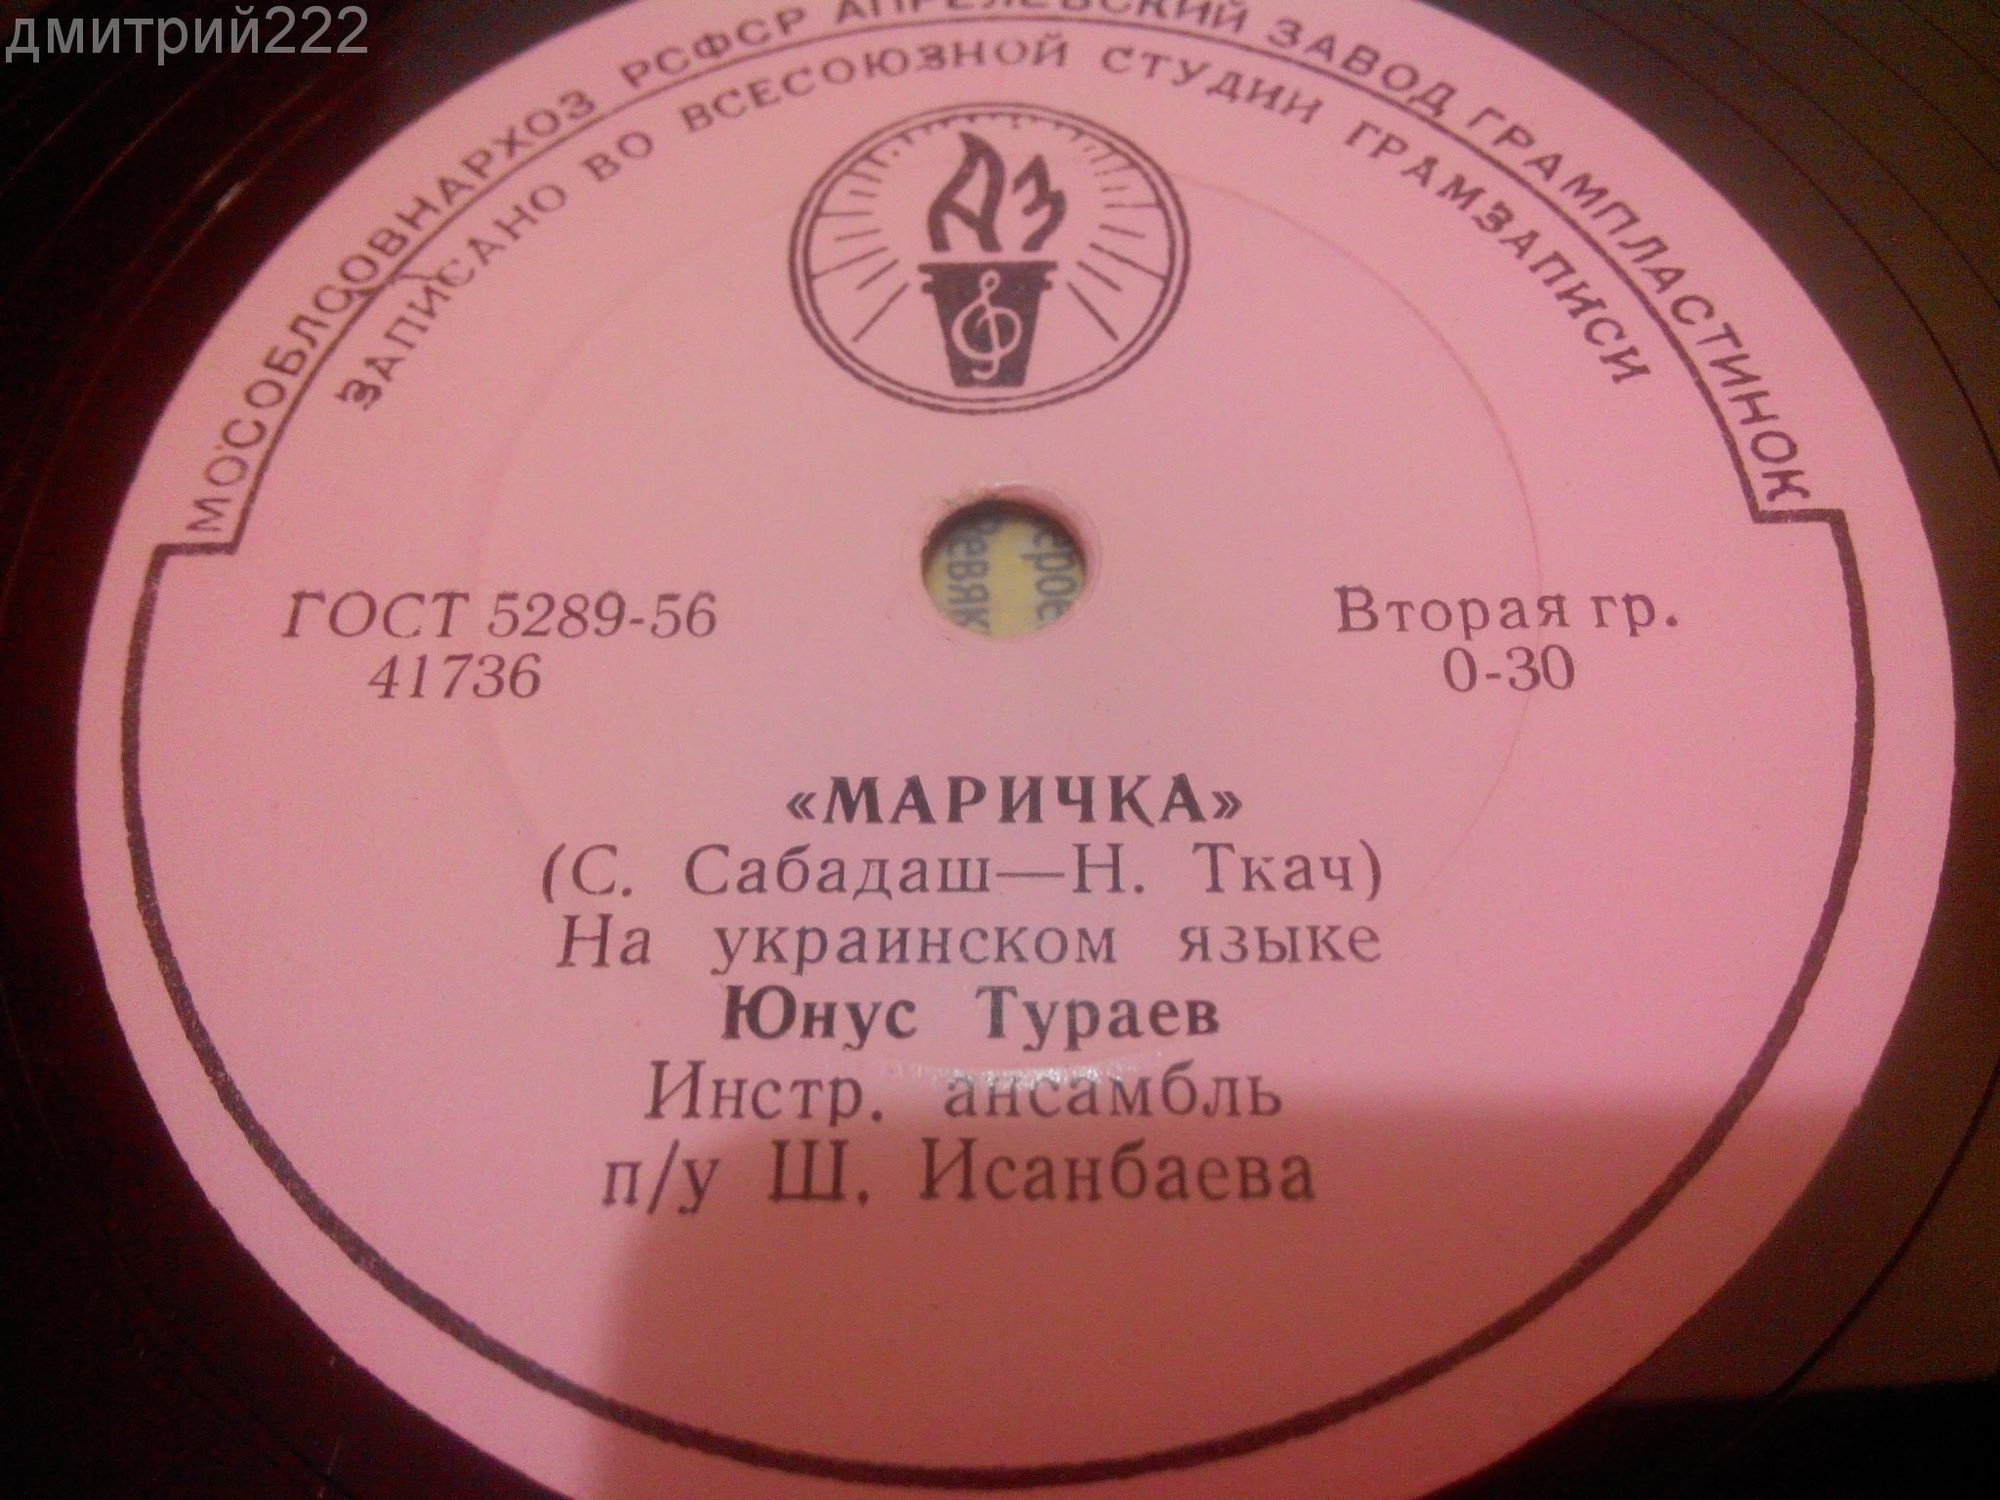 дмитрий222
МОСОБЛСОВНАРХОЗ РСФСР АПРЕЛЕВСКИЙ ЗАВОД ГРАМПЛАСТИНОК
ЗАПИСАНО ВО ВСЕСОЮЗНОЙ СТУДИИ ГРАМЗАПИСИ
АЗ
ГОСТ 5289-56
41736
Вторая гр.
0-30
«МАРИЧКА»
(С. Сабадаш—Н. Ткач)
На украинском языке
Юнус Тураев
Инстр. ансамбль
п/у Ш. Исанбаева